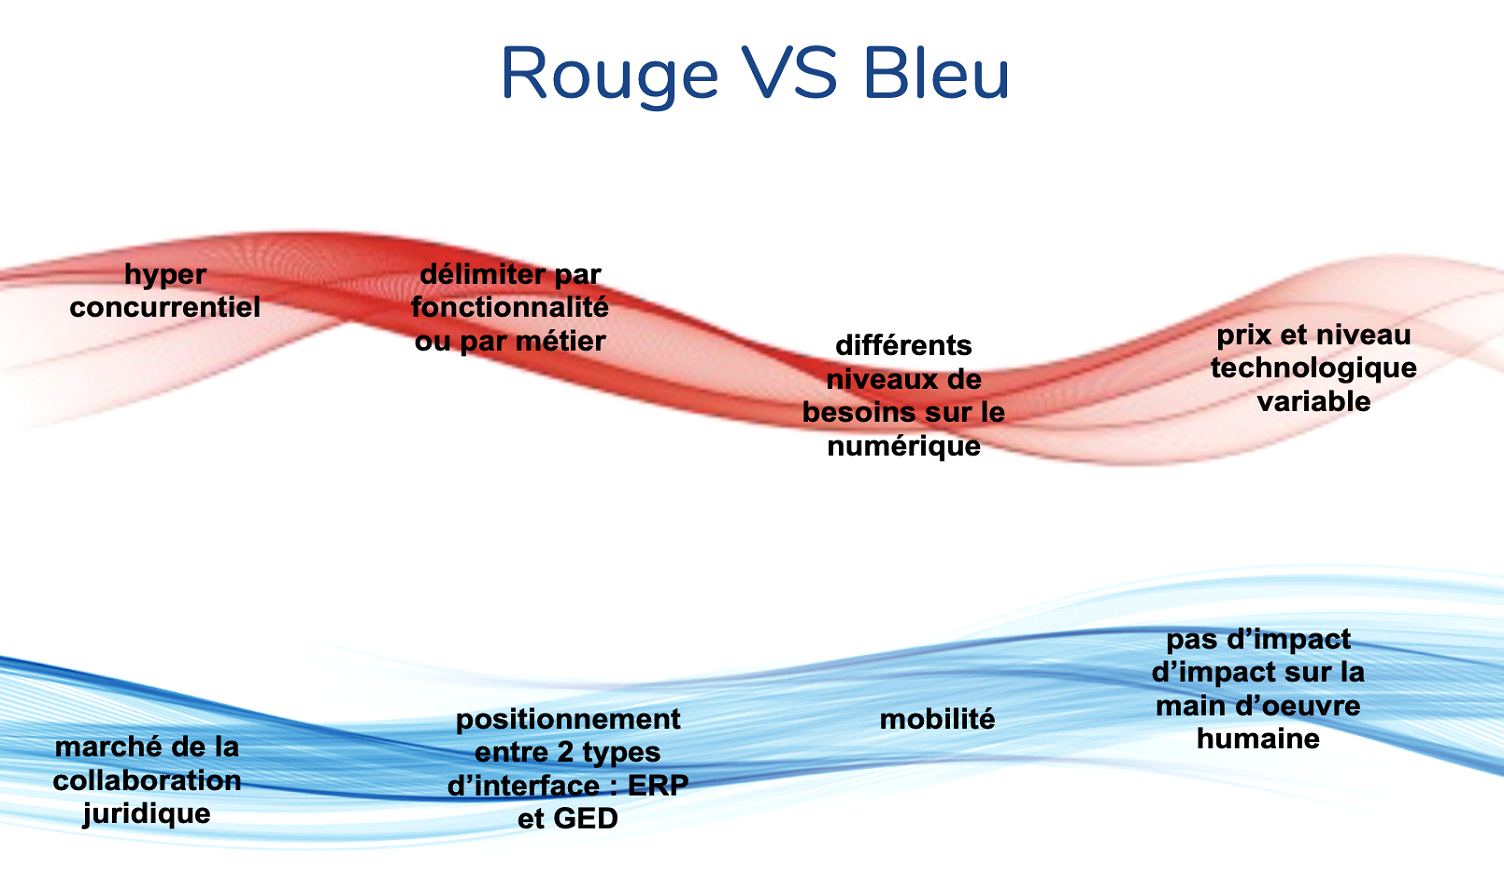 Rouge VS Bleu
hyper
concurrentiel
délimiter par
fonctionnalité
ou par métier
différents
niveaux de
besoins sur le
numérique
prix et niveau
technologique
variable
marché de la
collaboration
juridique
positionnement
entre 2 types
d’interface : ERP
et GED
mobilité
pas d’impact
d’impact sur la
main d’oeuvre
humaine